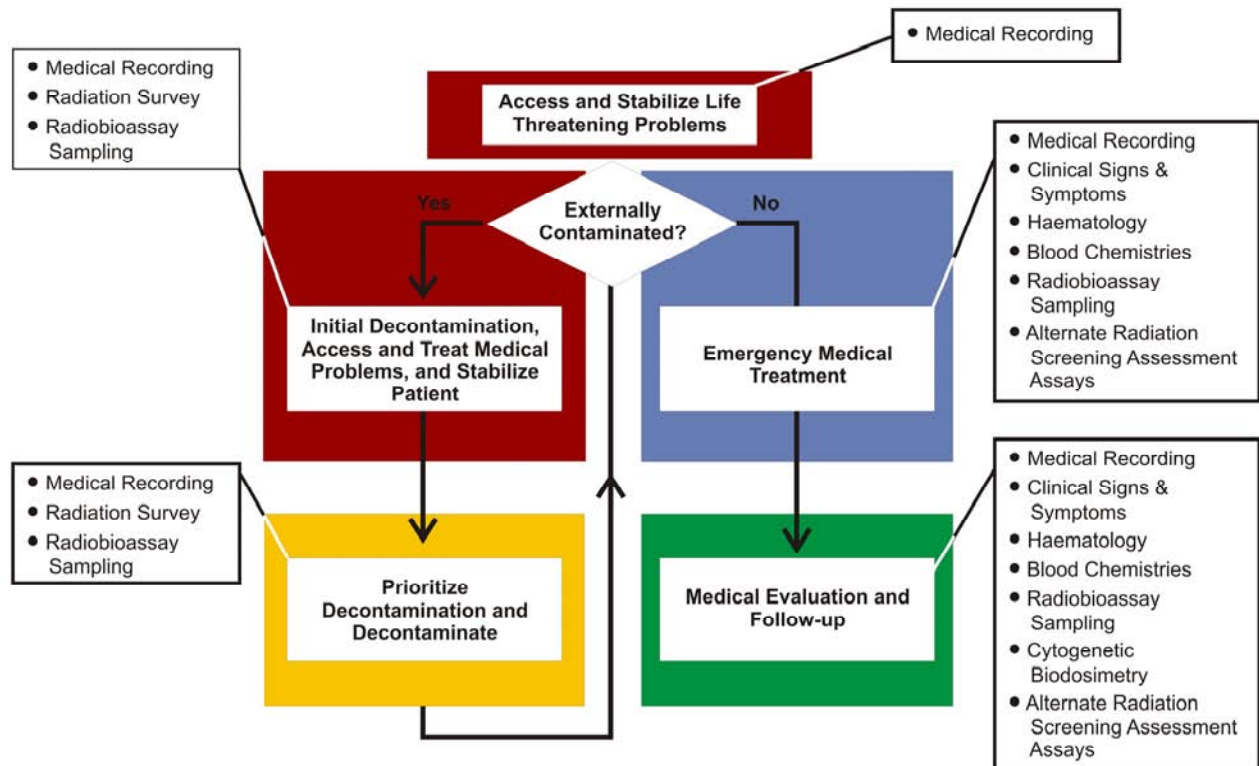 • Medical Recording
• Medical Recording
• Radiation Survey
• Radiobioassay
Sampling
Access and Stabilize Life
Threatening Problems
• Medical Recording
• Clinical Signs &
Symptoms
• Haematology
• Blood Chemistries
• Radiobioassay
Sampling
• Alternate Radiation
Screening Assessment
Assays
Yes
Externally
Contaminated?
No
Initial Decontamination,
Access and Treat Medical
Problems, and Stabilize
Patient
Emergency Medical
Treatment
• Medical Recording
• Radiation Survey
• Radiobioassay
Sampling
Prioritize
Decontamination and
Decontaminate
Medical Evaluation and
Follow-up
• Medical Recording
• Clinical Signs &
Symptoms
• Haematology
• Blood Chemistries
• Radiobioassay
Sampling
• Cytogenetic
Biodosimetry
• Alternate Radiation
Screening Assessment
Assays